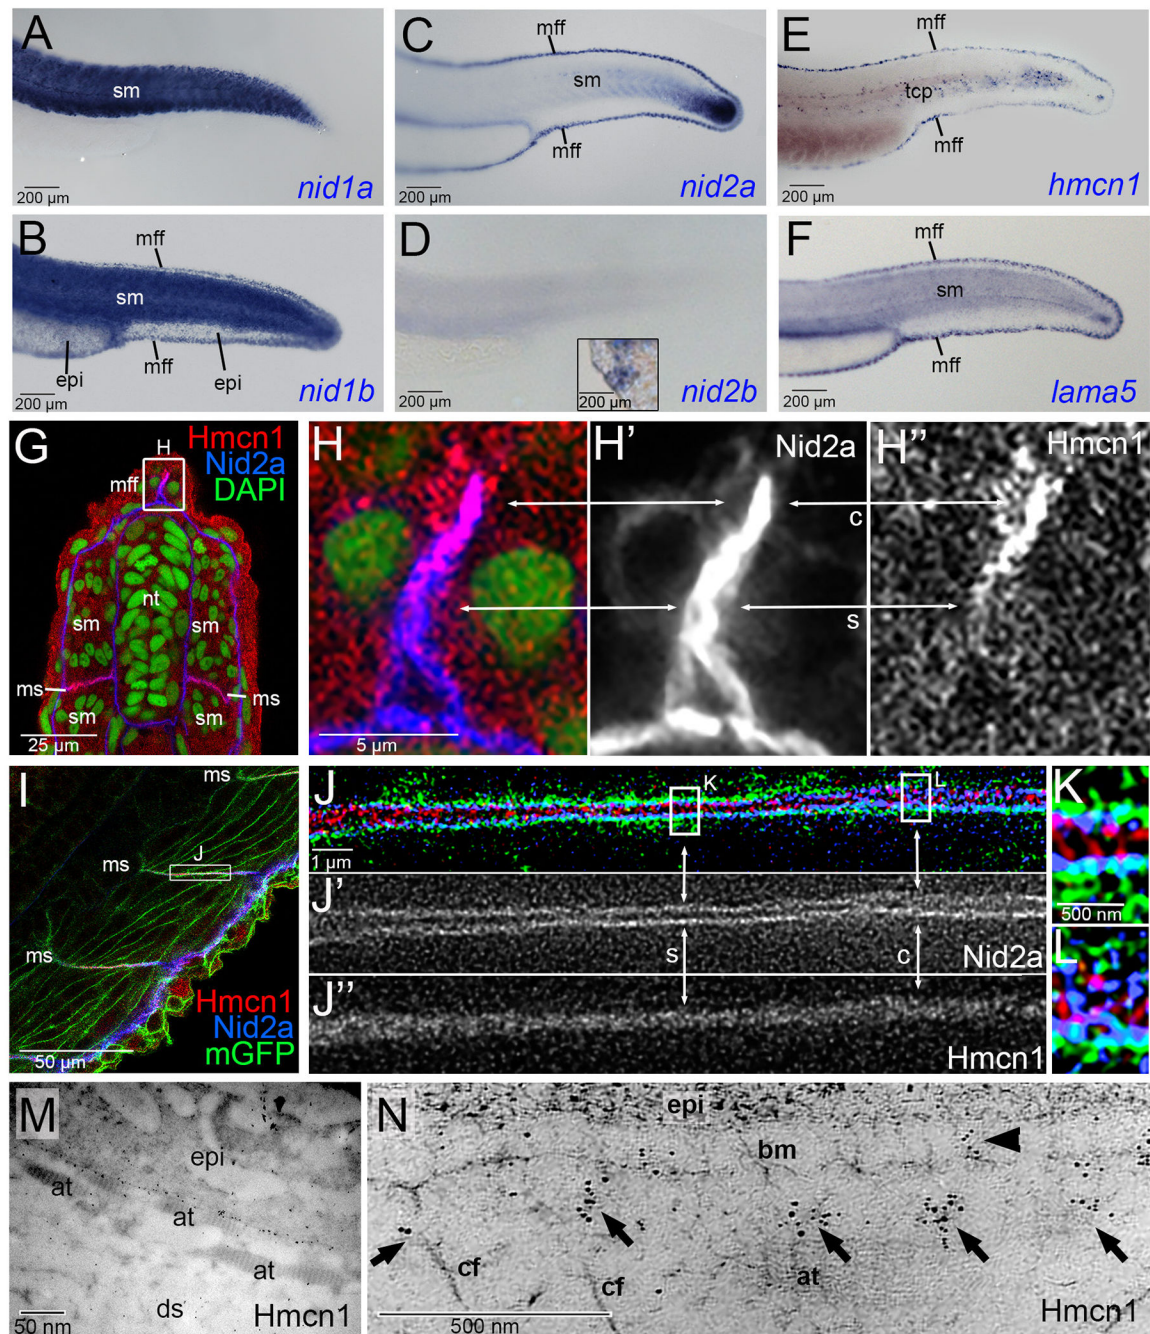 A
sm
200 µm
nid1a
C
mff
sm
mff
200 µm
nid2a
E
mff
tcp
mff
200 µm
hmcn1
B
mff
sm
epi
mff
epi
200 µm
nid1b
D
200 µm
200 µm
nid2b
F
mff
sm
mff
200 µm
lama5
G
Hmcn1
Nid2a
DAPI
H
mff
nt
sm
sm
ms
ms
sm
sm
25 µm
H
5 µm
H’
Nid2a
c
s
H’’
Hmcn1
I
ms
ms
J
ms
Hmcn1
Nid2a
mGFP
50 µm
J
K
L
1 µm
J’
s
c
Nid2a
J’’
Hmcn1
K
500 nm
L
M
epi
at
at
at
ds
50 nm
Hmcn1
N
epi
bm
cf
cf
at
500 nm
Hmcn1